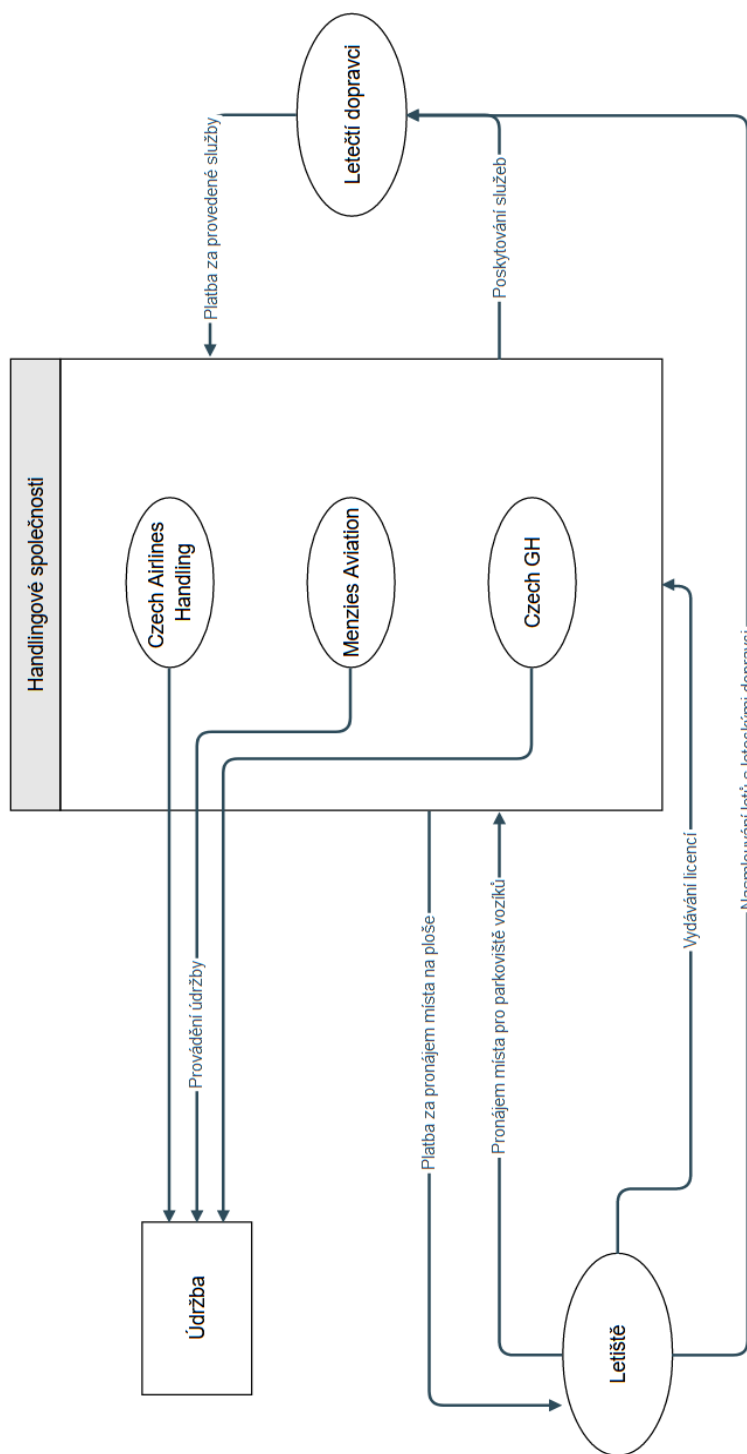 Handlingové společnosti
Údržba
Provádění údržby
Czech Airlines
Handling
Menzies Aviation
Czech GH
Platba za provedené služby
Letečtí dopravci
Poskytování služeb
Platba za pronájem místa na ploše
Pronájem místa pro parkoviště vozíků
Letiště
Vydávání licencí